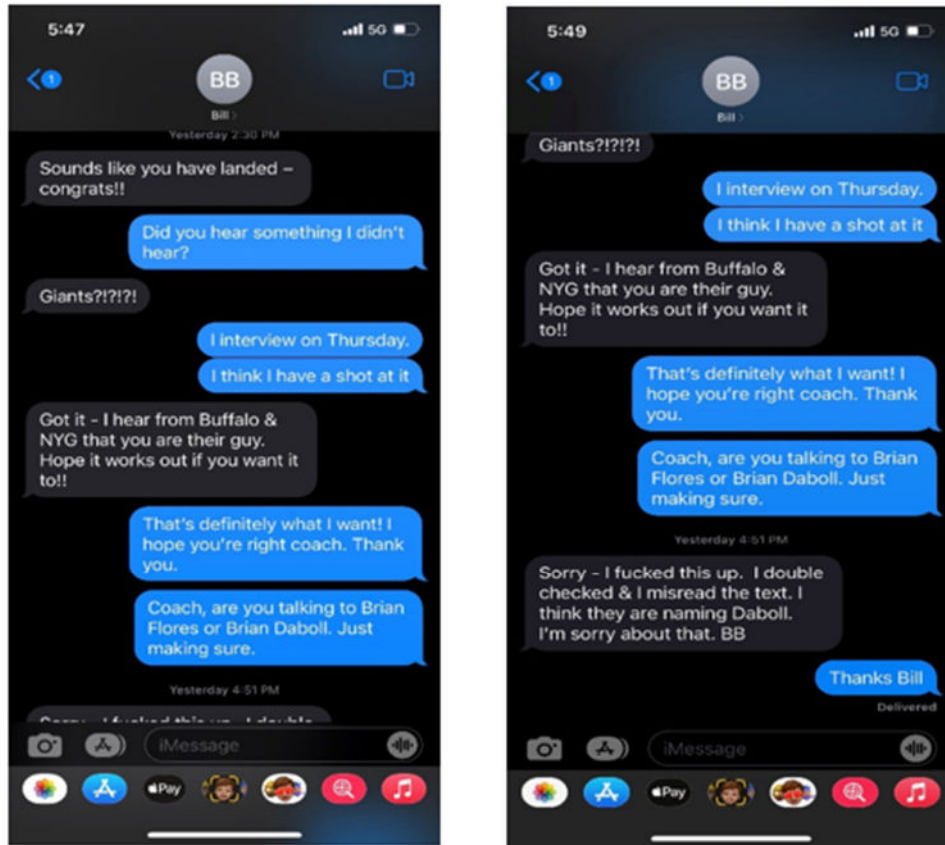 5:47
5G
1
BB
Bill
Yesterday 2:30 PM
Sounds like you have landed –
congrats!!
Did you hear something I didn't
hear?
Giants?!?!?!
I interview on Thursday.
I think I have a shot at it
Got it - I hear from Buffalo &
NYG that you are their guy.
Hope it works out if you want it
to!!
That's definitely what I want! I
hope you're right coach. Thank
you.
Coach, are you talking to Brian
Flores or Brian Daboll. Just
making sure.
Yesterday 4:51 PM
Sorry - I fucked this up. I double
iMessage
Pay
5:49
5G
1
BB
Bill
Giants?!?!?!
I interview on Thursday.
I think I have a shot at it
Got it - I hear from Buffalo &
NYG that you are their guy.
Hope it works out if you want it
to!!
That's definitely what I want! I
hope you're right coach. Thank
you.
Coach, are you talking to Brian
Flores or Brian Daboll. Just
making sure.
Yesterday 4:51 PM
Sorry - I fucked this up. I double
checked & I misread the text. I
think they are naming Daboll.
I'm sorry about that. BB
Thanks Bill
Delivered
iMessage
Pay